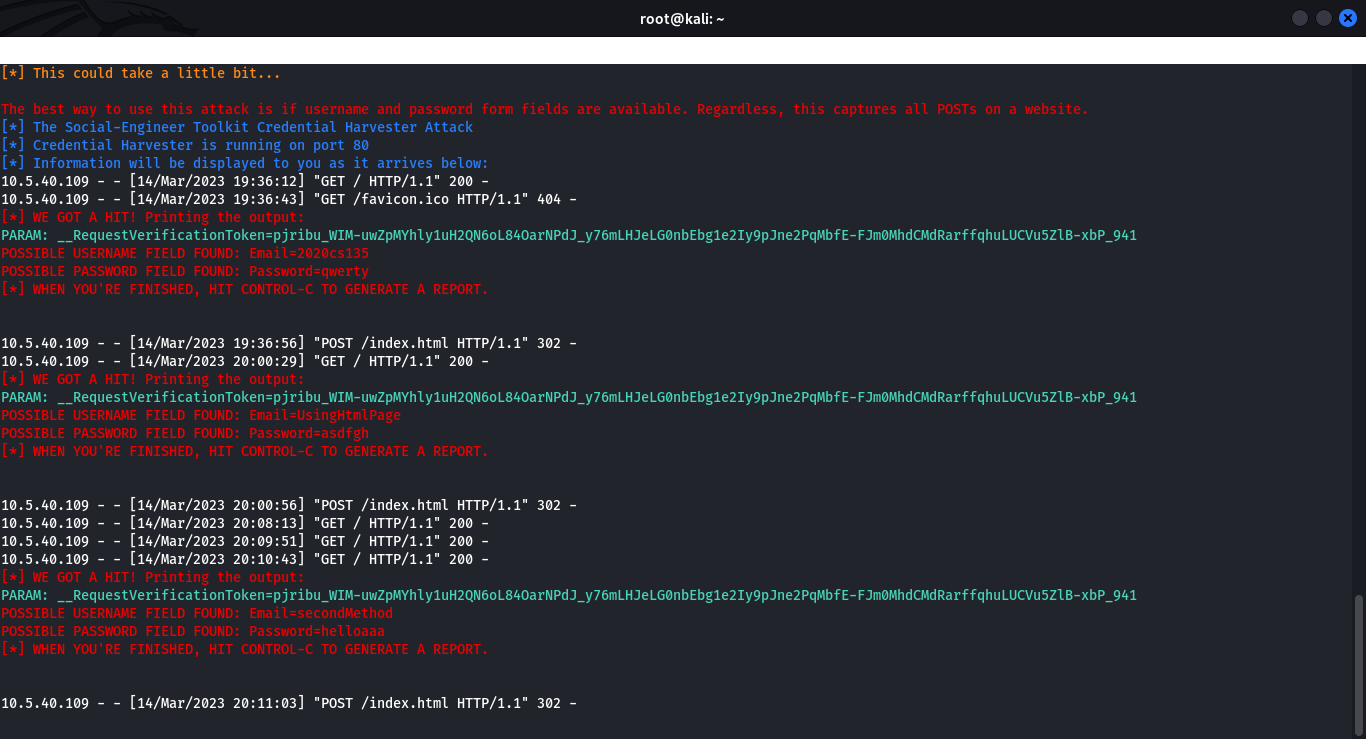 root@kali: ~
[*] This could take a little bit...
The best way to use this attack is if username and password form fields are available. Regardless, this captures all POSTs on a website.
[*] The Social-Engineer Toolkit Credential Harvester Attack
[*] Credential Harvester is running on port 80
[*] Information will be displayed to you as it arrives below:
10.5.40.109 - - [14/Mar/2023 19:36:12] "GET / HTTP/1.1" 200 -
10.5.40.109 - - [14/Mar/2023 19:36:43] "GET /favicon.ico HTTP/1.1" 404 -
[*] WE GOT A HIT! Printing the output:
PARAM: __RequestVerificationToken=pjribu_WIM-uwZpMYhly1uH2QN6oL84OarNPdJ_y76mLHJeLG0nbEbg1e2Iy9pJne2PqMbfE-FJm0MhdCMdRarffqhuLUCVu5ZlB-xbP_941
POSSIBLE USERNAME FIELD FOUND: Email=2020cs135
POSSIBLE PASSWORD FIELD FOUND: Password=qwerty
[*] WHEN YOU'RE FINISHED, HIT CONTROL-C TO GENERATE A REPORT.
10.5.40.109 - - [14/Mar/2023 19:36:56] "POST /index.html HTTP/1.1" 302 -
10.5.40.109 - - [14/Mar/2023 20:00:29] "GET / HTTP/1.1" 200 -
[*] WE GOT A HIT! Printing the output:
PARAM: __RequestVerificationToken=pjribu_WIM-uwZpMYhly1uH2QN6oL84OarNPdJ_y76mLHJeLG0nbEbg1e2Iy9pJne2PqMbfE-FJm0MhdCMdRarffqhuLUCVu5ZlB-xbP_941
POSSIBLE USERNAME FIELD FOUND: Email=UsingHtmlPage
POSSIBLE PASSWORD FIELD FOUND: Password=asdfgh
[*] WHEN YOU'RE FINISHED, HIT CONTROL-C TO GENERATE A REPORT.
10.5.40.109 - - [14/Mar/2023 20:00:56] "POST /index.html HTTP/1.1" 302 -
10.5.40.109 - - [14/Mar/2023 20:08:13] "GET / HTTP/1.1" 200 -
10.5.40.109 - - [14/Mar/2023 20:09:51] "GET / HTTP/1.1" 200 -
10.5.40.109 - - [14/Mar/2023 20:10:43] "GET / HTTP/1.1" 200 -
[*] WE GOT A HIT! Printing the output:
PARAM: __RequestVerificationToken=pjribu_WIM-uwZpMYhly1uH2QN6oL84OarNPdJ_y76mLHJeLG0nbEbg1e2Iy9pJne2PqMbfE-FJm0MhdCMdRarffqhuLUCVu5ZlB-xbP_941
POSSIBLE USERNAME FIELD FOUND: Email=secondMethod
POSSIBLE PASSWORD FIELD FOUND: Password=helloaaa
[*] WHEN YOU'RE FINISHED, HIT CONTROL-C TO GENERATE A REPORT.
10.5.40.109 - - [14/Mar/2023 20:11:03] "POST /index.html HTTP/1.1" 302 -